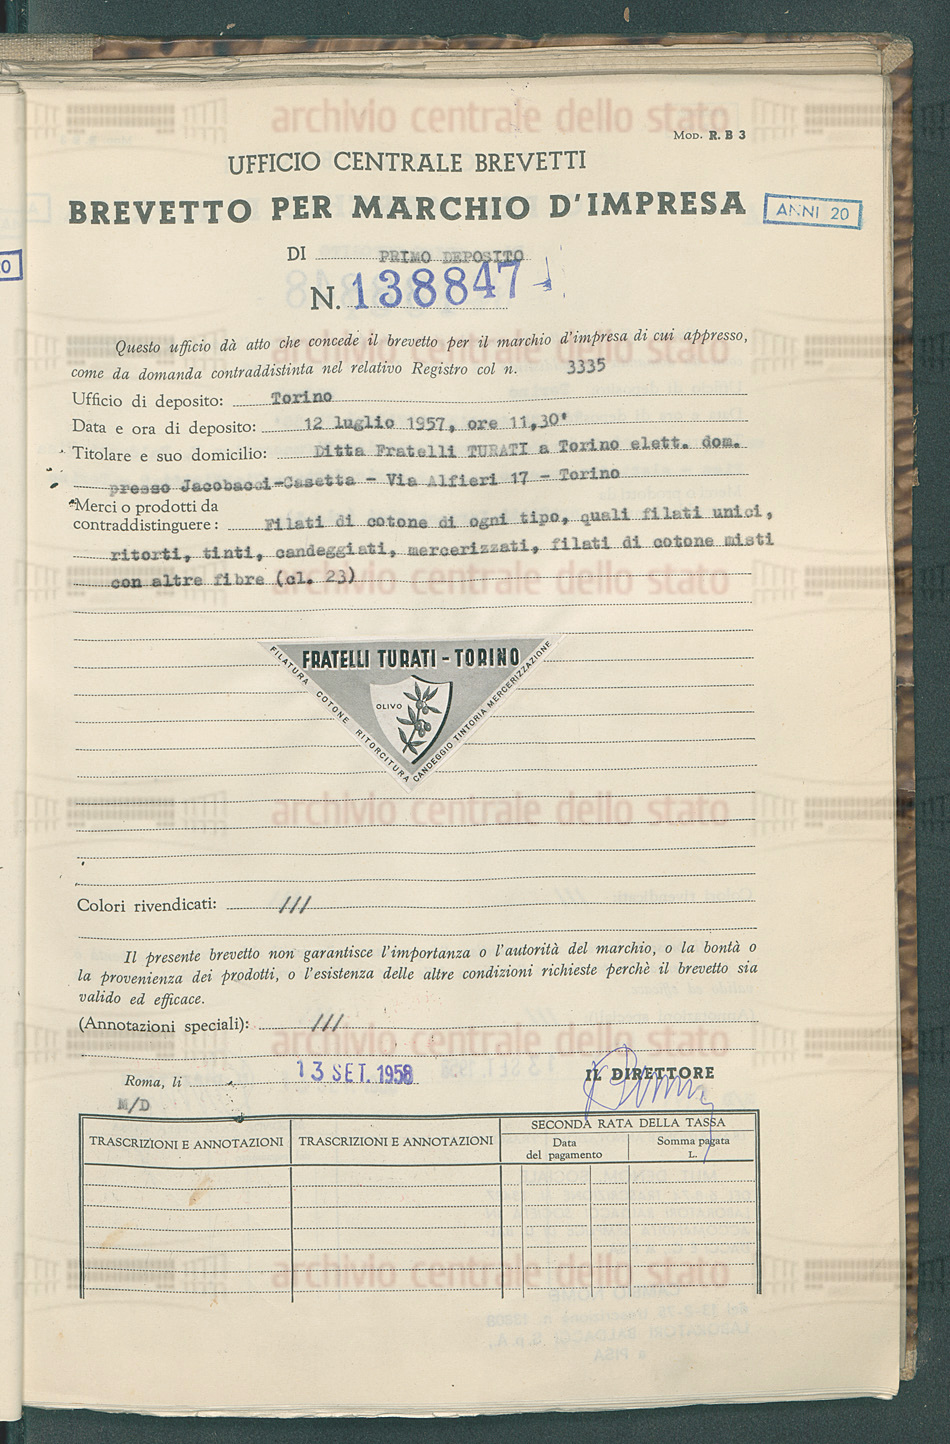 archivio centrale dello stato
MOD. R. B 3
UFFICIO CENTRALE BREVETTI
BREVETTO PER MARCHIO D'IMPRESA
ANNI 20
DI PRIMO DEPOSITO
N. 138847
Questo ufficio dà atto che concede il brevetto per il marchio d'impresa di cui appresso,
come da domanda contraddistinta nel relativo Registro col n. 3335
Ufficio di deposito: Torino
Data e ora di deposito: 12 luglio 1957, ore 11,30'
Titolare e suo domicilio: Ditta Fratelli TURATI a Torino elett. dom.
presso Jacobacci-Casetta - Via Alfieri 17 - Torino
Merci o prodotti da
contraddistinguere: Filati di cotone di ogni tipo, quali filati unici,
ritorti, tinti, candeggiati, mercerizzati, filati di cotone misti
con altre fibre (cl. 23)
archivio centrale dello stato
FRATELLI TURATI - TORINO
OLIVO
FILATURA COTONE RITORCITURA
CANDEGGIO TINTORIA MERCERIZZAZIONE
archivio centrale dello stato
Colori rivendicati: ///
Il presente brevetto non garantisce l'importanza o l'autorità del marchio, o la bontà o
la provenienza dei prodotti, o l'esistenza delle altre condizioni richieste perchè il brevetto sia
valido ed efficace.
(Annotazioni speciali): ///
archivio centrale dello stato
Roma, li 13 SET. 1958
IL DIRETTORE
M/D
TRASCRIZIONI E ANNOTAZIONI
TRASCRIZIONI E ANNOTAZIONI
SECONDA RATA DELLA TASSA
Data
del pagamento
Somma pagata
L.
archivio centrale dello stato